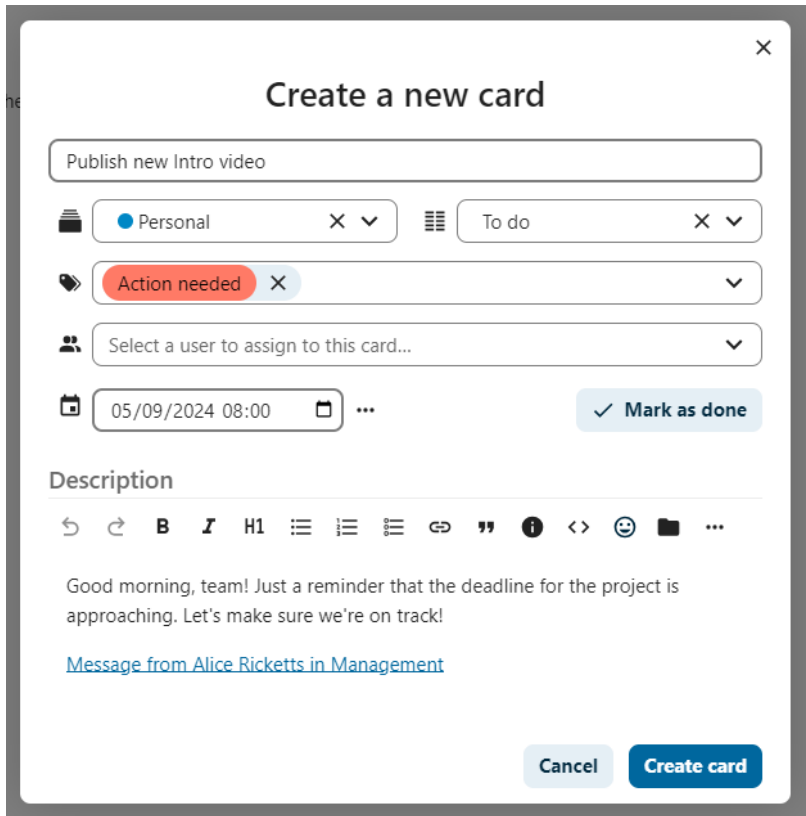 he
Create a new card
Publish new Intro video
Personal
To do
Action needed
Select a user to assign to this card...
05/09/2024 08:00
Mark as done
Description
B I H1
Good morning, team! Just a reminder that the deadline for the project is
approaching. Let's make sure we're on track!
Message from Alice Ricketts in Management
Cancel
Create card